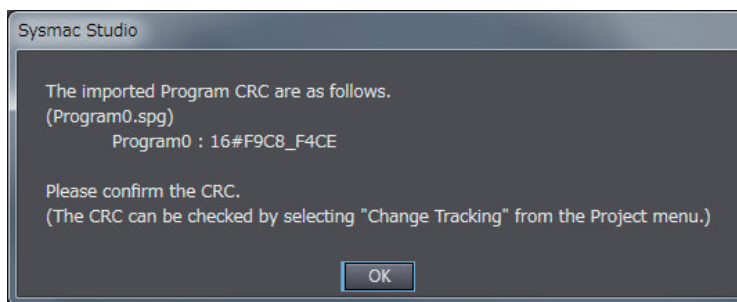 Sysmac Studio
The imported Program CRC are as follows.
(Program0.spg)
Program0 : 16#F9C8_F4CE
Please confirm the CRC.
(The CRC can be checked by selecting "Change Tracking" from the Project menu.)
OK